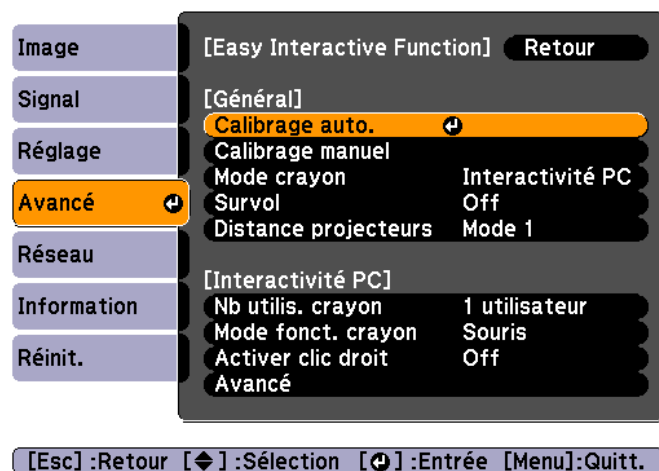 Image
Signal
Réglage
Avancé
Réseau
Information
Réinit.
[Easy Interactive Function] Retour
[Général]
Calibrage auto.
Calibrage manuel
Mode crayon Interactivité PC
Survol Off
Distance projecteurs Mode 1
[Interactivité PC]
Nb utilis. crayon 1 utilisateur
Mode fonct. crayon Souris
Activer clic droit Off
Avancé
[Esc] :Retour [◆] :Sélection [⏎] :Entrée [Menu]:Quitt.